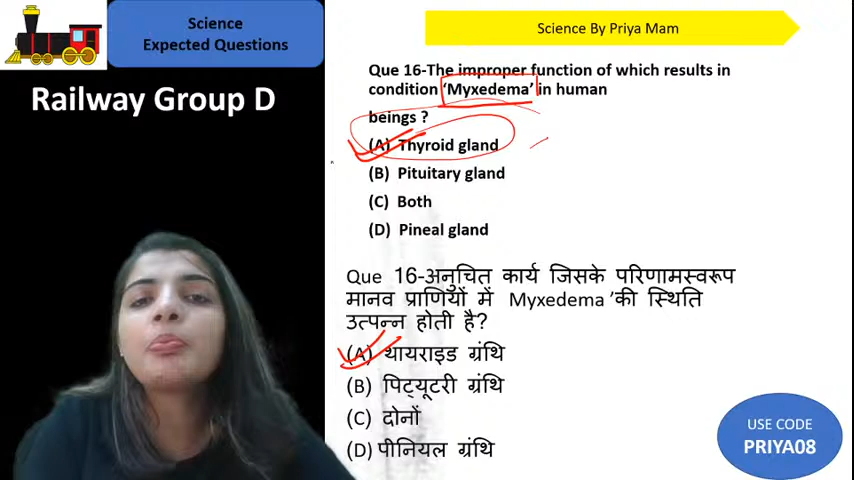 Science
Expected Questions
Railway Group D
Science By Priya Mam
Que 16-The improper function of which results in
condition ‘Myxedema’ in human
beings ?
(A) Thyroid gland
(B) Pituitary gland
(C) Both
(D) Pineal gland
Que 16-अनुचित कार्य जिसके परिणामस्वरूप
मानव प्राणियों में Myxedema ’की स्थिति
उत्पन्न होती है?
(A) थायराइड ग्रंथि
(B) पिट्यूटरी ग्रंथि
(C) दोनों
(D) पीनियल ग्रंथि
USE CODE
PRIYA08